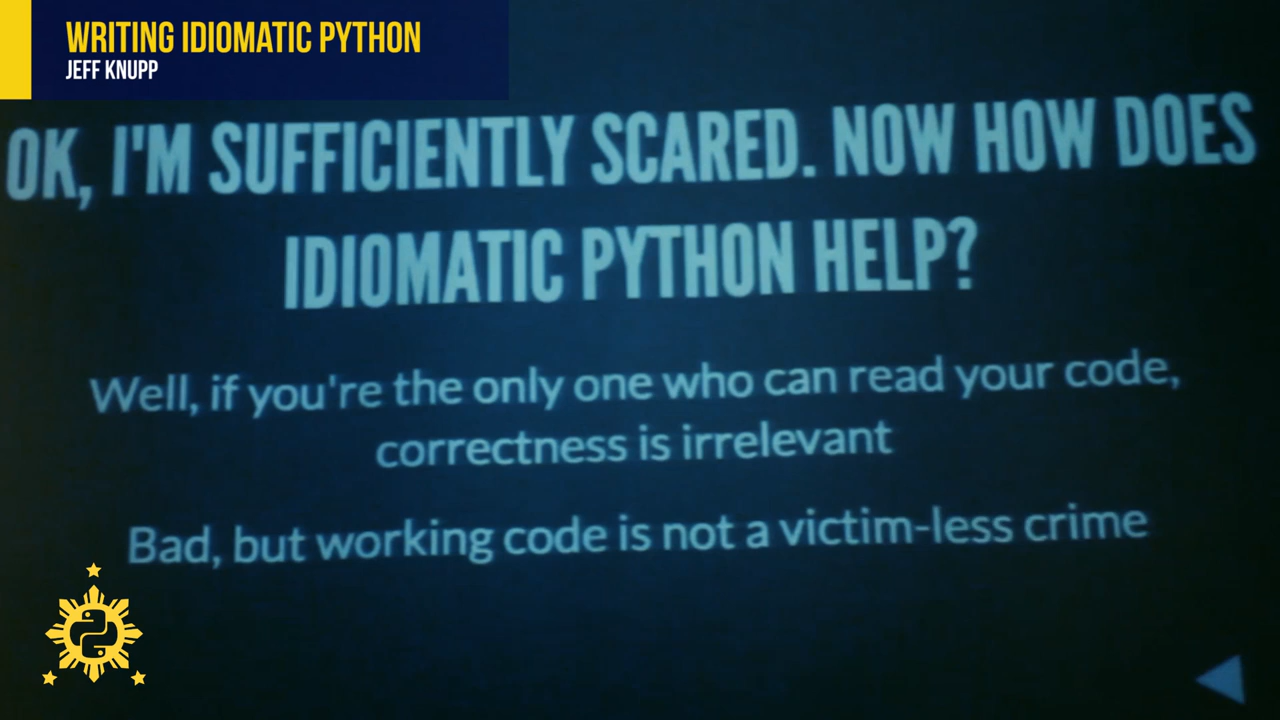 WRITING IDIOMATIC PYTHON
JEFF KNUPP
OK, I'M SUFFICIENTLY SCARED. NOW HOW DOES
IDIOMATIC PYTHON HELP?
Well, if you're the only one who can read your code,
correctness is irrelevant
Bad, but working code is not a victim-less crime